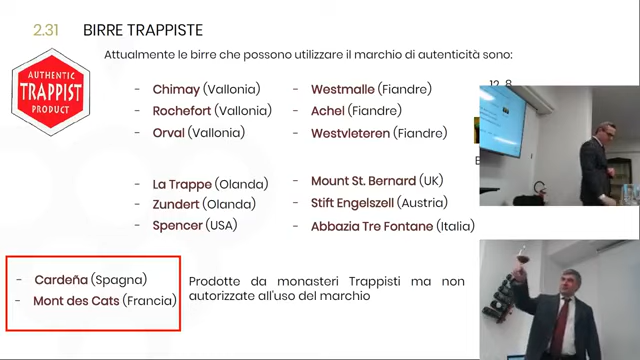 2.31 BIRRE TRAPPISTE
Attualmente le birre che possono utilizzare il marchio di autenticità sono:
AUTHENTIC
TRAPPIST
PRODUCT
- Chimay (Vallonia)
- Rochefort (Vallonia)
- Orval (Vallonia)
- Westmalle (Fiandre)
- Achel (Fiandre)
- Westvleteren (Fiandre)
- La Trappe (Olanda)
- Zundert (Olanda)
- Spencer (USA)
- Mount St. Bernard (UK)
- Stift Engelszell (Austria)
- Abbazia Tre Fontane (Italia)
- Cardeña (Spagna)
- Mont des Cats (Francia)
Prodotte da monasteri Trappisti ma non
autorizzate all'uso del marchio